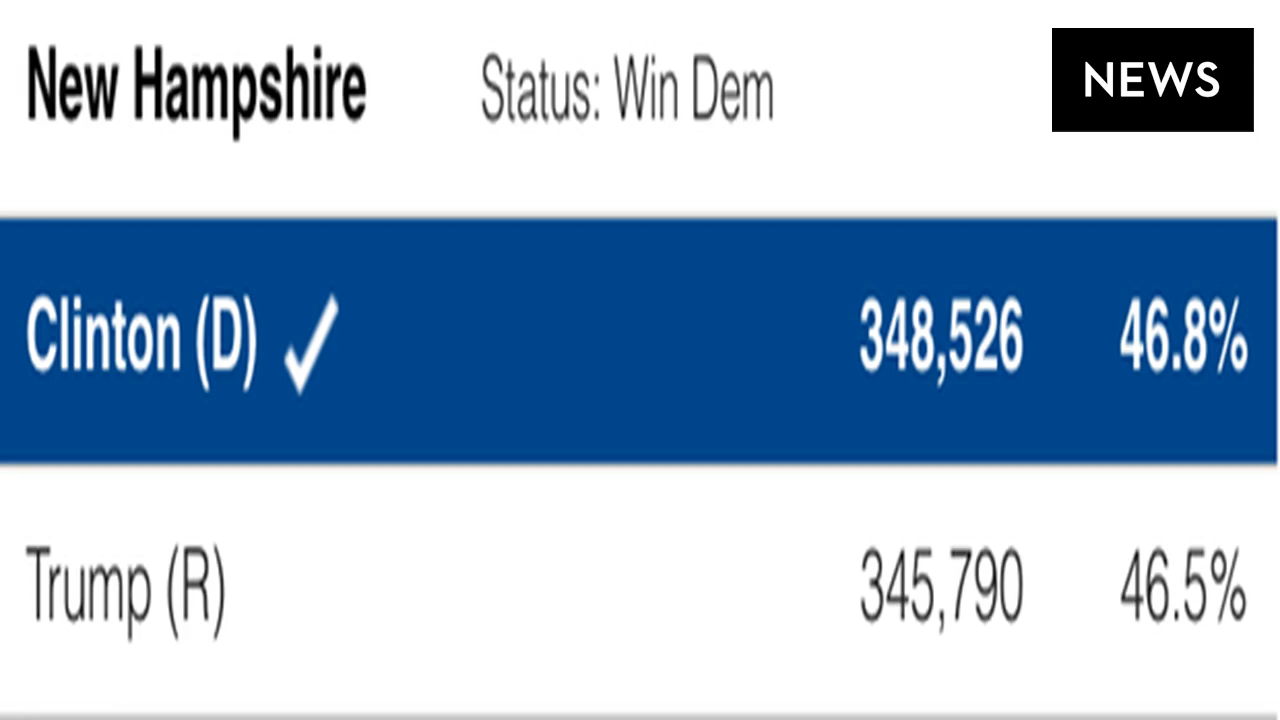 New Hampshire Status: Win Dem NEWS
Clinton (D) ✓ 348,526 46.8%
Trump (R) 345,790 46.5%